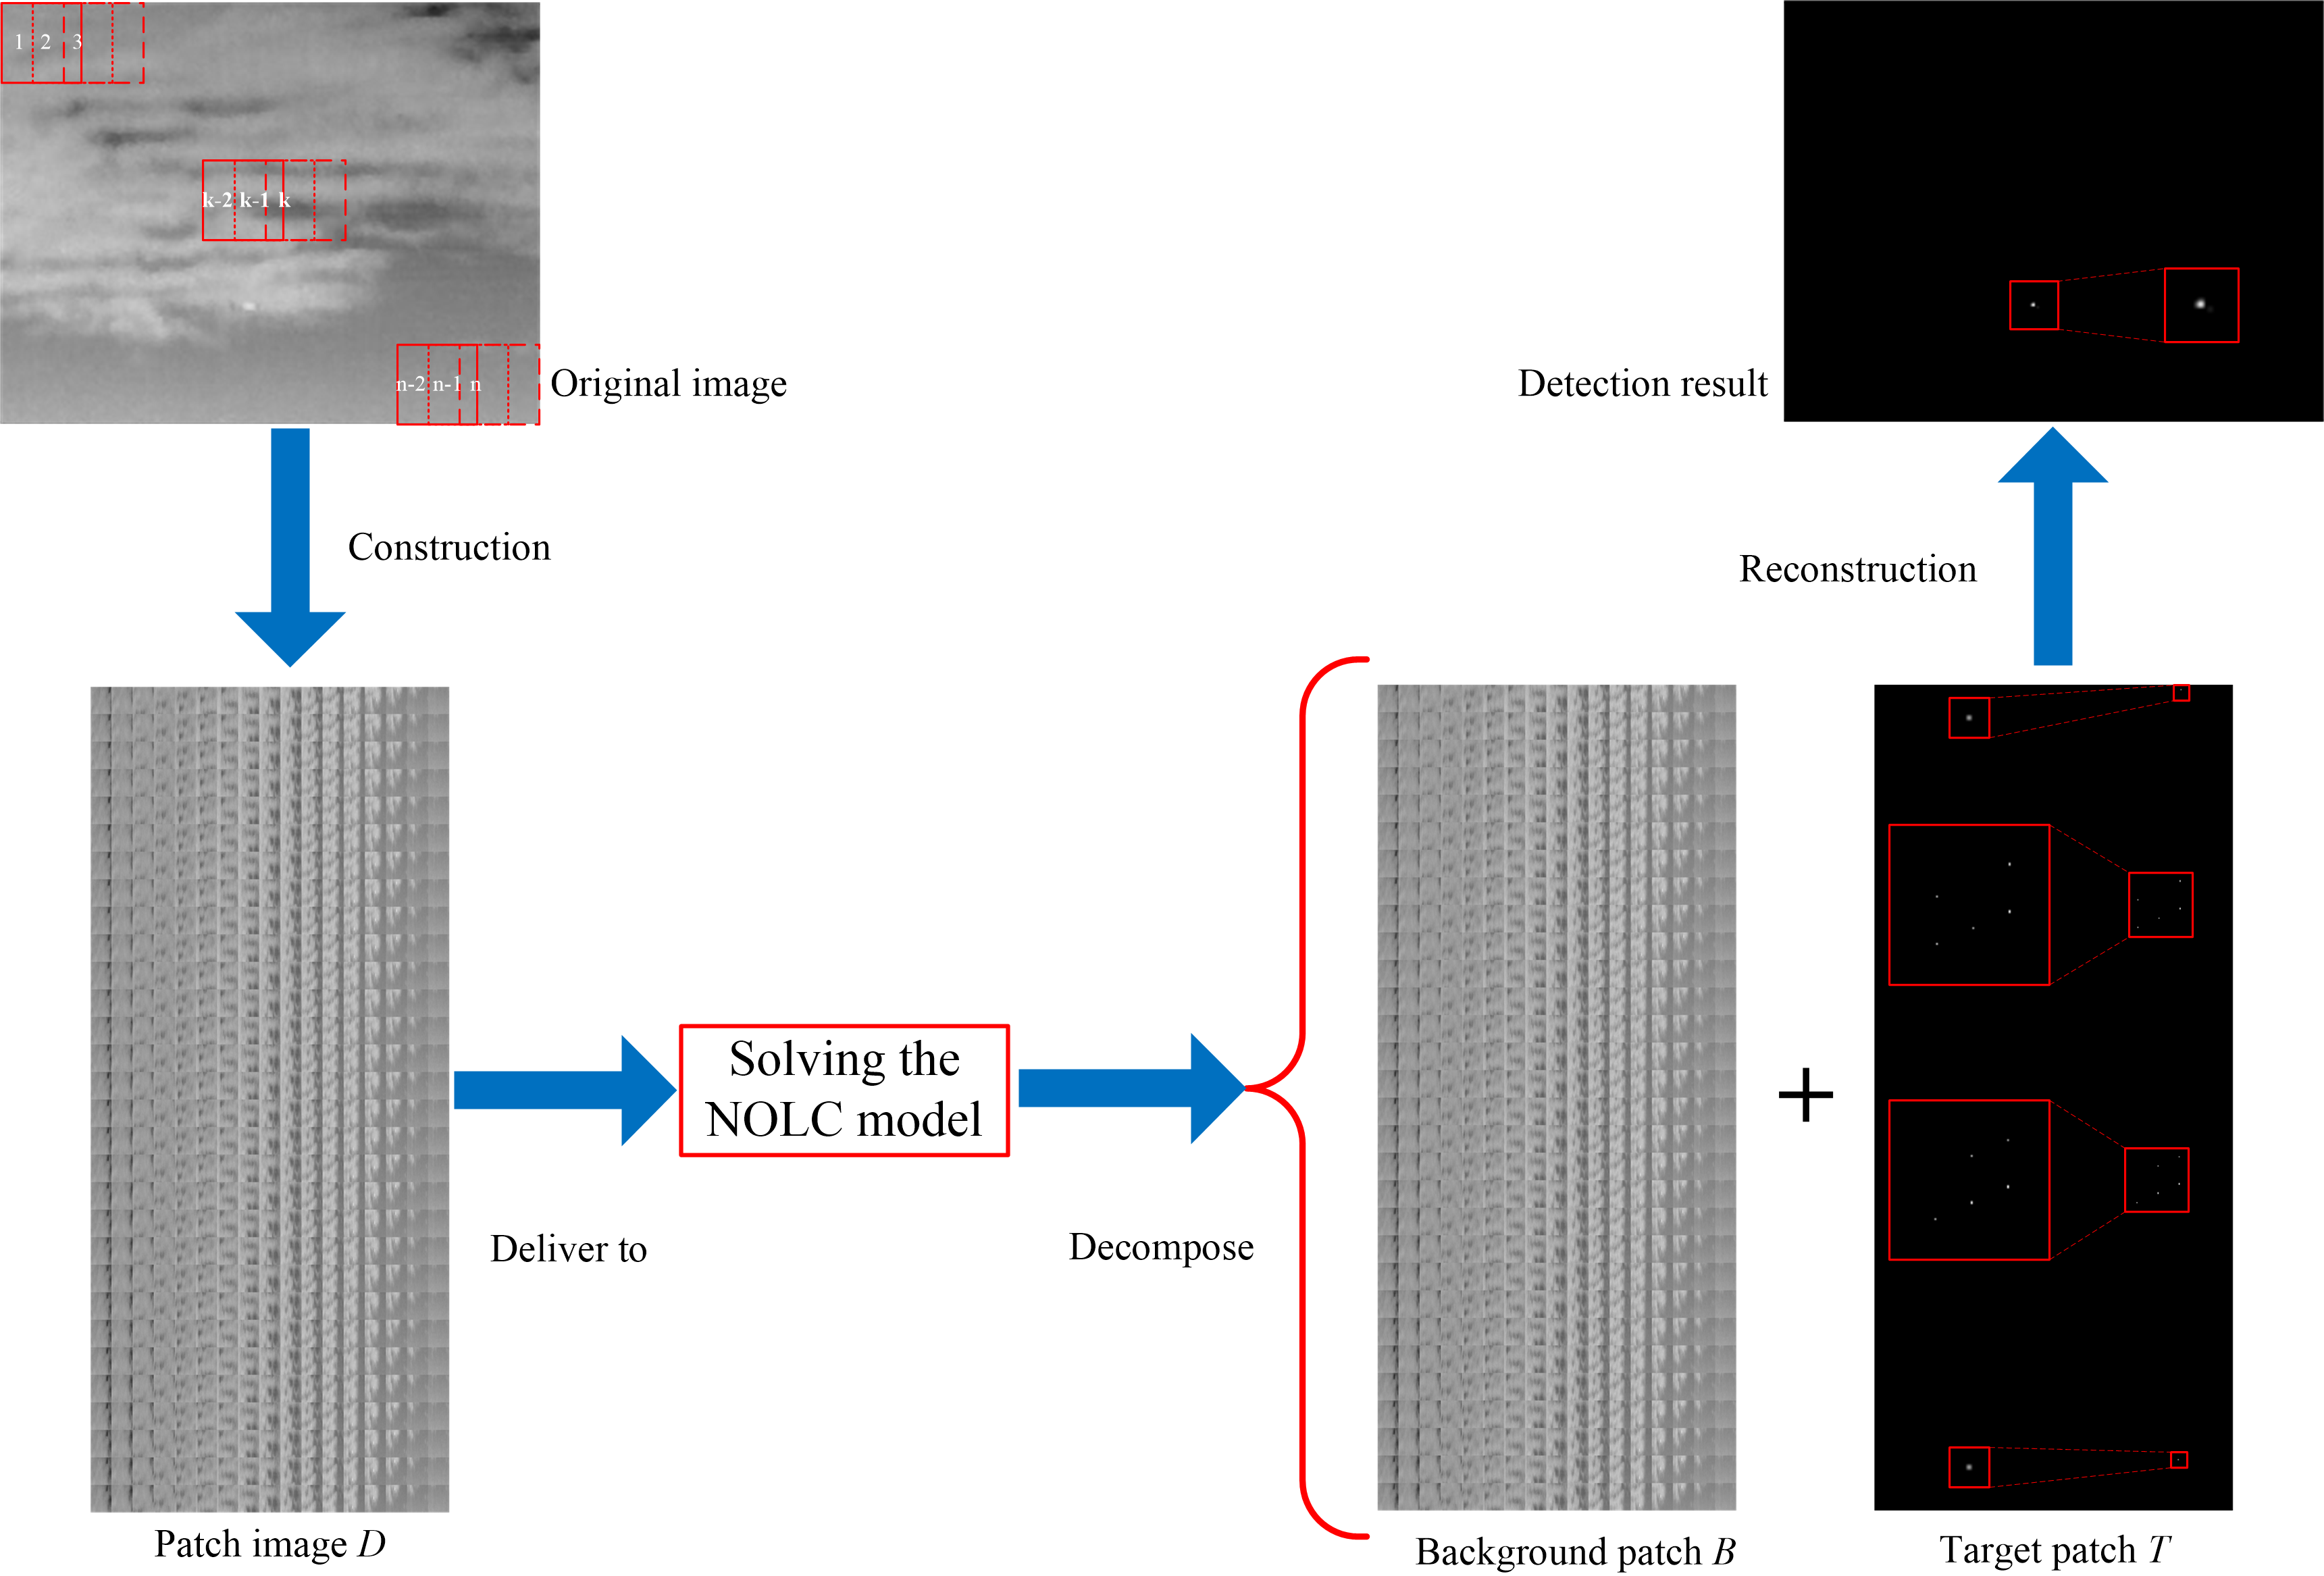 1 2 3
k-2 k-1 k
n-2 n-1 n
Original image
Detection result
Construction
Reconstruction
Solving the
NOLC model
Deliver to
Decompose
+
Patch image D
Background patch B
Target patch T